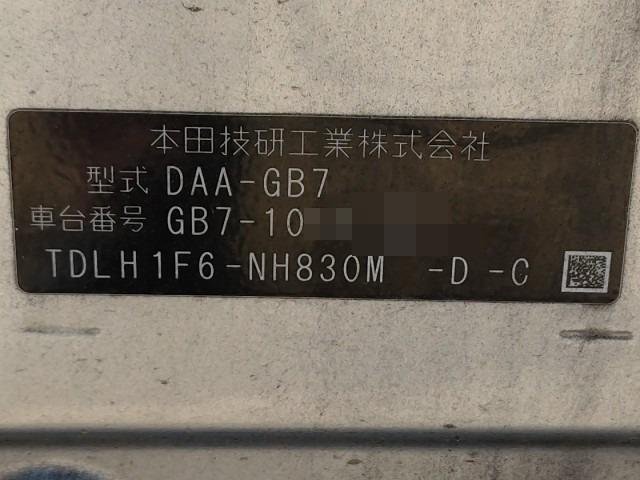 本田技研工業株式会社
型式 DAA-GB7
車台番号 GB7-10
TDLH1F6-NH830M -D -C